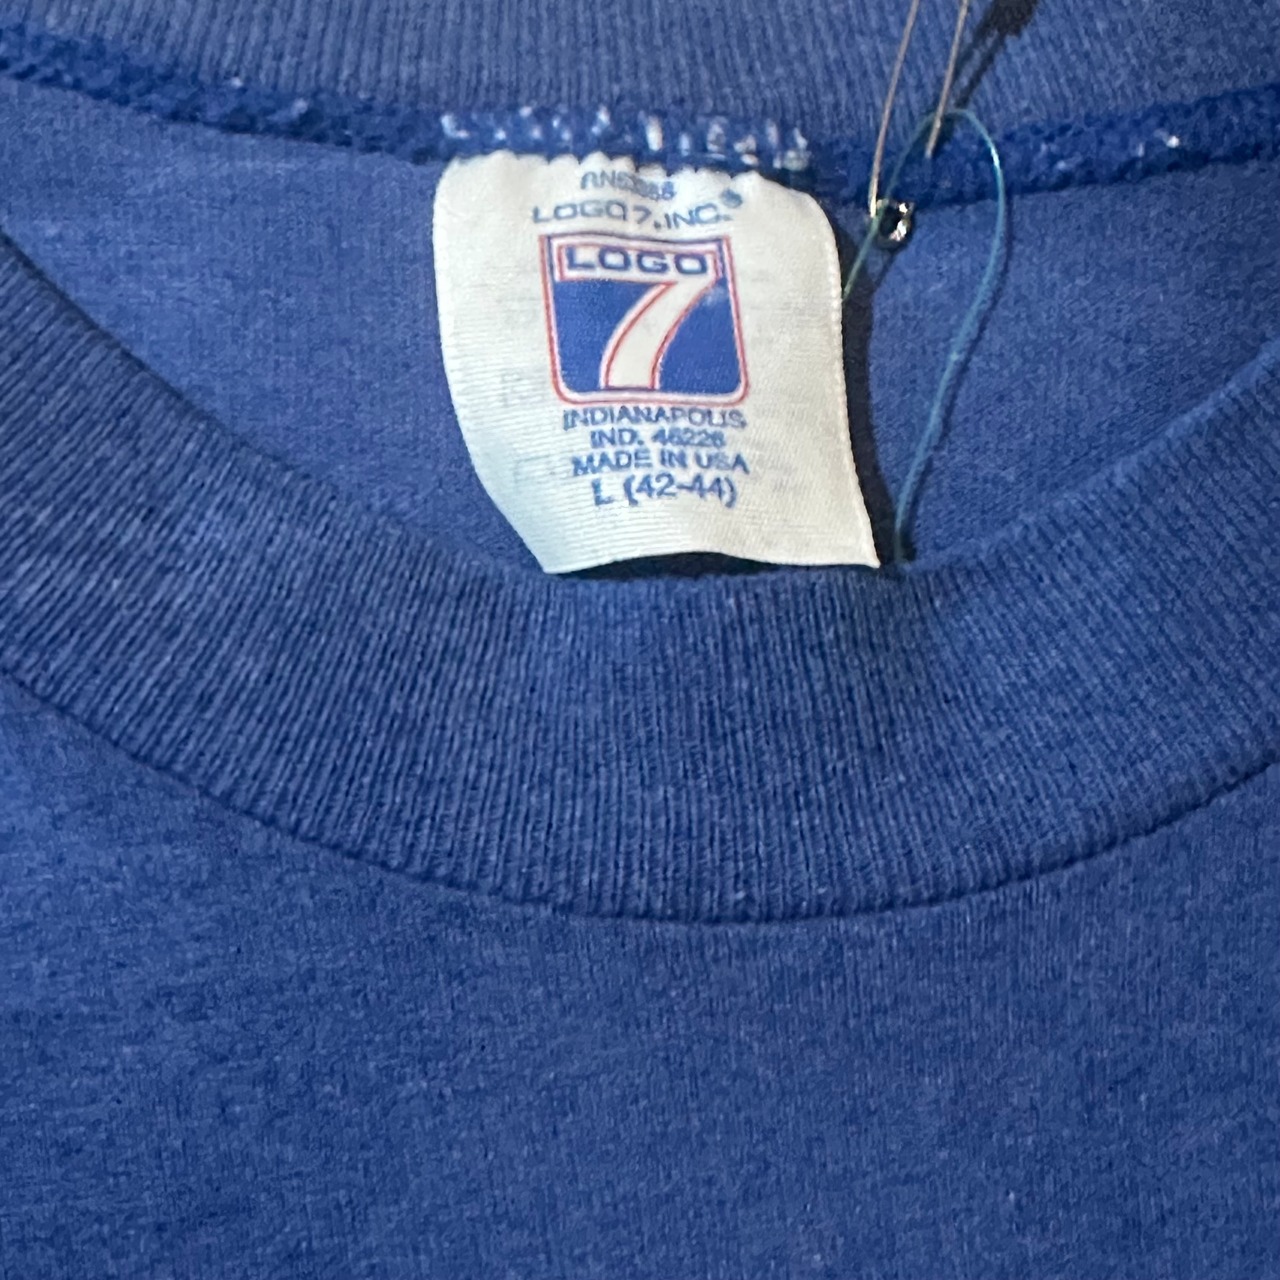 LOGO 7, INC.®
LOGO
7
INDIANAPOLIS
IND. 46226
MADE IN USA
L (42-44)